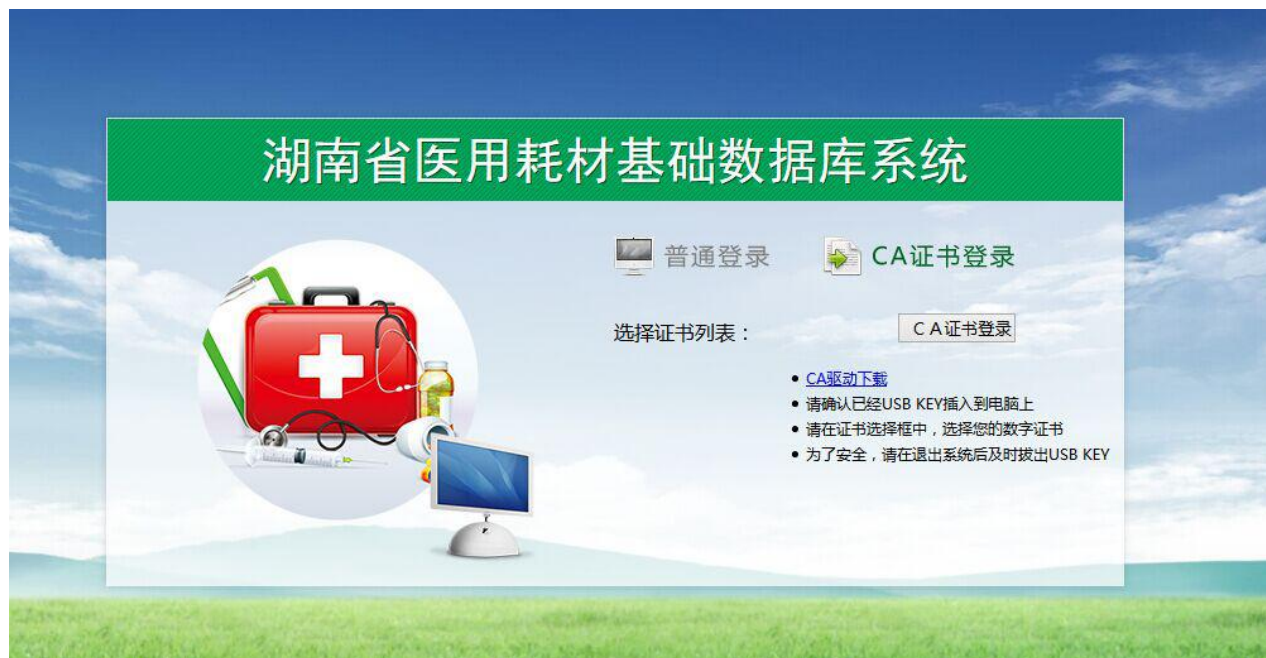 湖南省医用耗材基础数据库系统
普通登录 CA证书登录
选择证书列表： CA证书登录
CA驱动下载
请确认已经USB KEY插入到电脑上
请在证书选择框中，选择您的数字证书
为了安全，请在退出系统后及时拔出USB KEY